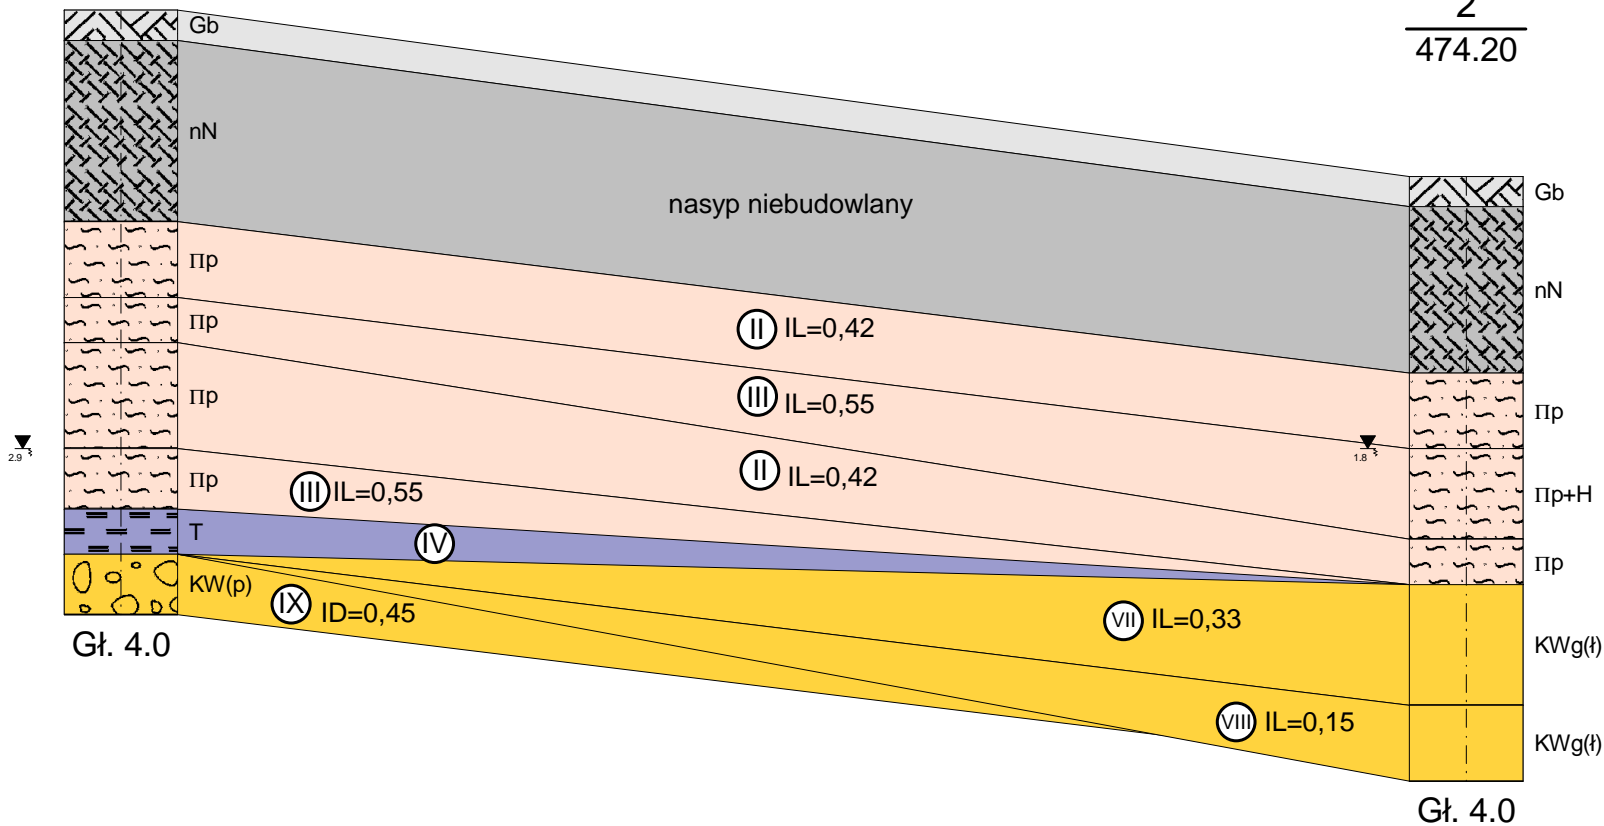 2
474.20
Gb
nN
Πp
Πp
Πp
Πp
T
KW(p)
Gł. 4.0
2.9
nasyp niebudowlany
II IL=0,42
III IL=0,55
II IL=0,42
III IL=0,55
IV
IX ID=0,45
VII IL=0,33
VIII IL=0,15
1.8
Gb
nN
Πp
Πp+H
Πp
KWg(ł)
KWg(ł)
Gł. 4.0